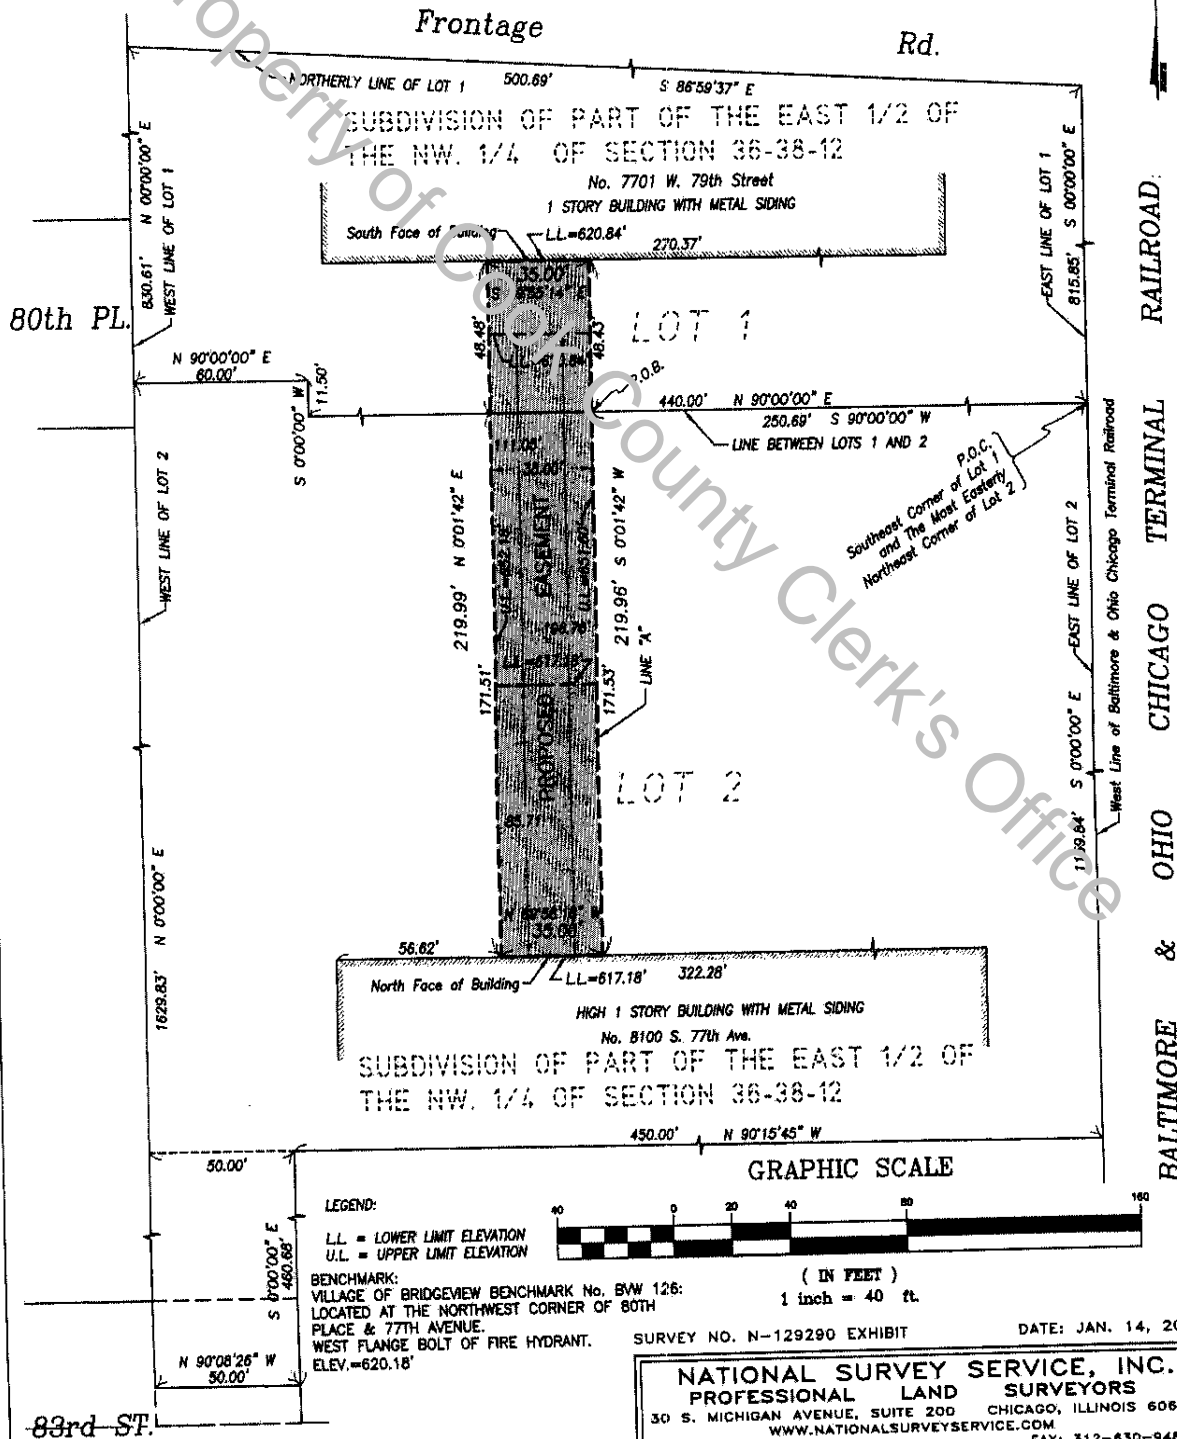 Frontage Rd.
NORTHERLY LINE OF LOT 1 500.69' S 86°59'37" E
SUBDIVISION OF PART OF THE EAST 1/2 OF
THE NW. 1/4 OF SECTION 36-38-12
No. 7701 W. 79th Street
1 STORY BUILDING WITH METAL SIDING
South Face of Building
L.L=620.84'
270.37'
830.61' N 00°00'00" E
WEST LINE OF LOT 1
EAST LINE OF LOT 1
815.85' S 00°00'00" E
80th PL.
35.00'
48.48'
48.43'
LOT 1
P.O.B.
N 90°00'00" E
60.00'
S 0°00'00" W 11.50'
440.00' N 90°00'00" E
250.69' S 90°00'00" W
LINE BETWEEN LOTS 1 AND 2
P.O.C.
Southeast Corner of Lot 1
and The Most Easterly
Northeast Corner of Lot 2
WEST LINE OF LOT 2
EAST LINE OF LOT 2
219.99' N 0°01'42" E
219.96' S 0°01'42" W
171.51'
171.53'
LINE "A"
PROPOSED EASEMENT
LOT 2
35.00'
56.62'
North Face of Building
L.L=617.18'
322.28'
HIGH 1 STORY BUILDING WITH METAL SIDING
No. 8100 S. 77th Ave.
SUBDIVISION OF PART OF THE EAST 1/2 OF
THE NW. 1/4 OF SECTION 36-38-12
1629.83' N 0°00'00" E
S 0°00'00" E
West Line of Baltimore & Ohio Chicago Terminal Railroad
BALTIMORE & OHIO CHICAGO TERMINAL RAILROAD
450.00' N 90°15'45" W
50.00'
S 0°00'00" E
460.68'
N 90°08'26" W
50.00'
83rd ST.
GRAPHIC SCALE
40 0 20 40 80 160
( IN FEET )
1 inch = 40 ft.
LEGEND:
L.L = LOWER LIMIT ELEVATION
U.L. = UPPER LIMIT ELEVATION
BENCHMARK:
VILLAGE OF BRIDGEVIEW BENCHMARK No. BVW 126:
LOCATED AT THE NORTHWEST CORNER OF 80TH
PLACE & 77TH AVENUE.
WEST FLANGE BOLT OF FIRE HYDRANT.
ELEV.=620.18'
SURVEY NO. N-129290 EXHIBIT
DATE: JAN. 14, 20
NATIONAL SURVEY SERVICE, INC.
PROFESSIONAL LAND SURVEYORS
30 S. MICHIGAN AVENUE, SUITE 200 CHICAGO, ILLINOIS 606
WWW.NATIONALSURVEYSERVICE.COM
Property of Cook County Clerk's Office